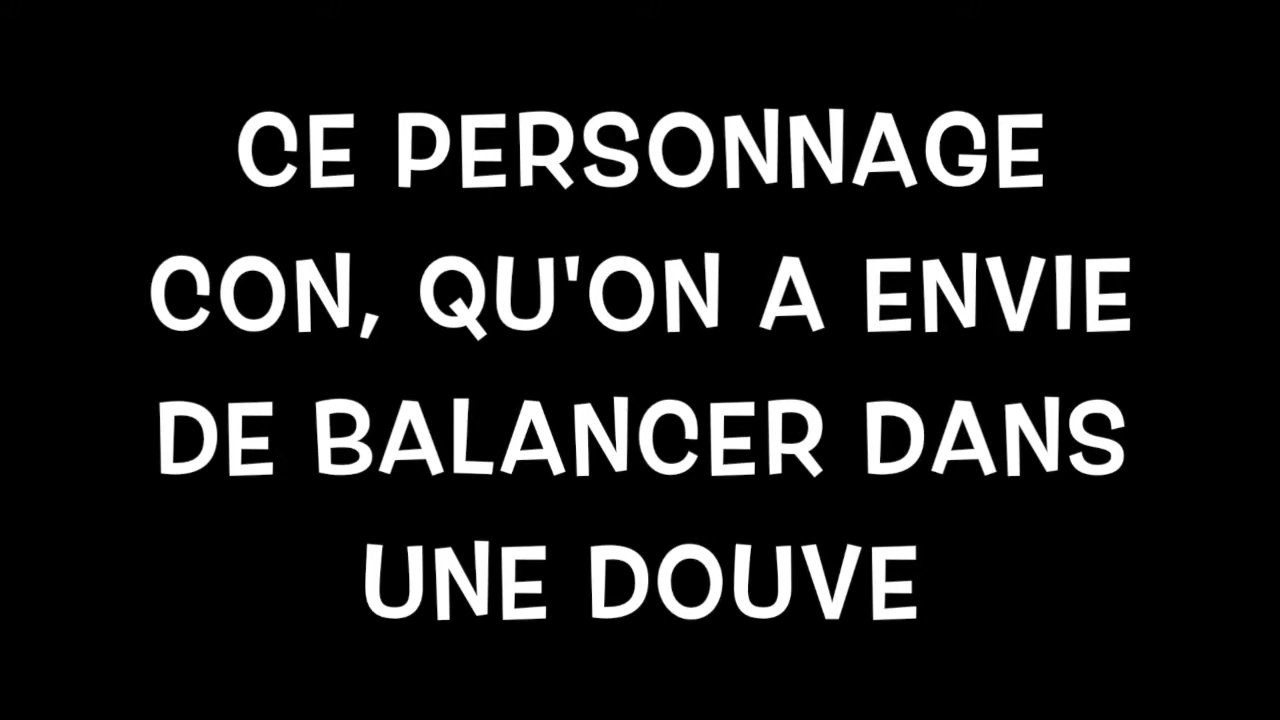 CE PERSONNAGE
CON, QU'ON A ENVIE
DE BALANCER DANS
UNE DOUVE